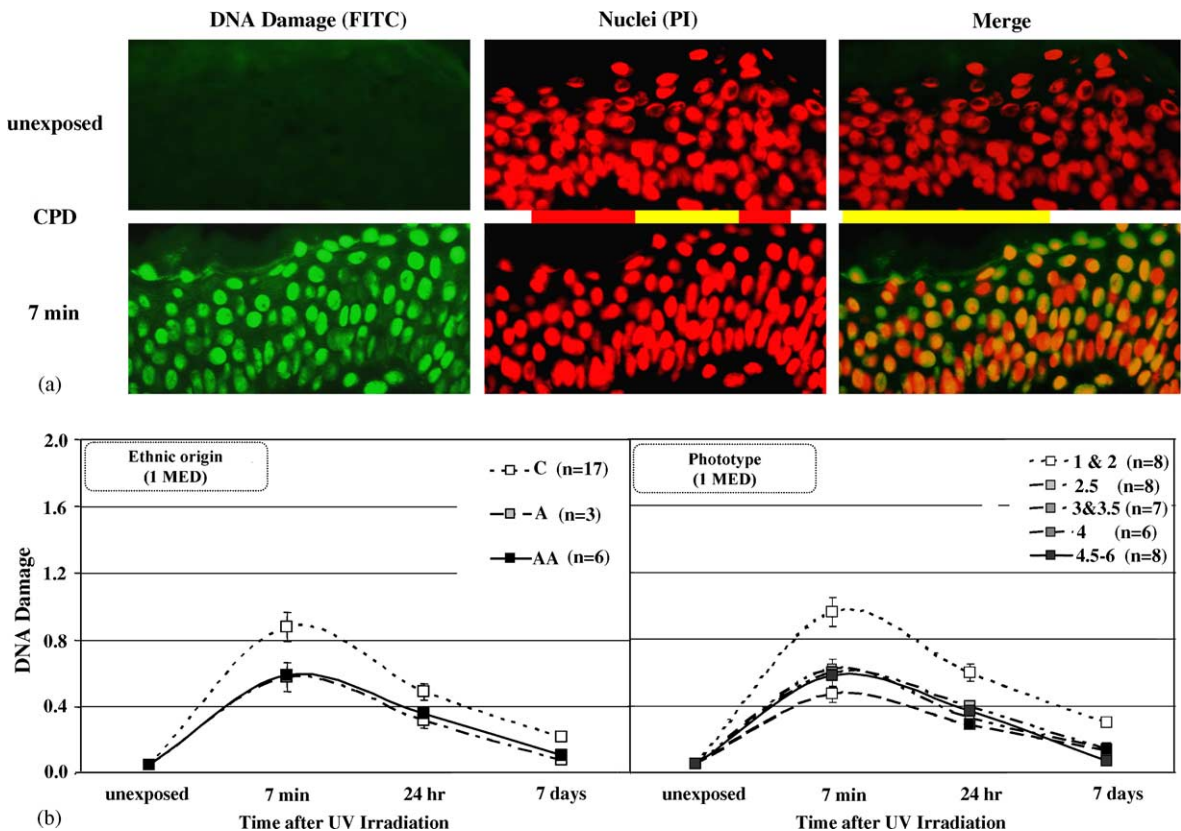 DNA Damage (FITC)
Nuclei (PI)
Merge
unexposed
CPD
7 min
(a)
2.0
1.6
1.2
0.8
0.4
0.0
DNA Damage
Ethnic origin
(1 MED)
C (n=17)
A (n=3)
AA (n=6)
unexposed
7 min
24 hr
7 days
Time after UV Irradiation
Phototype
(1 MED)
1 & 2 (n=8)
2.5 (n=8)
3&3.5 (n=7)
4 (n=6)
4.5-6 (n=8)
unexposed
7 min
24 hr
7 days
Time after UV Irradiation
(b)